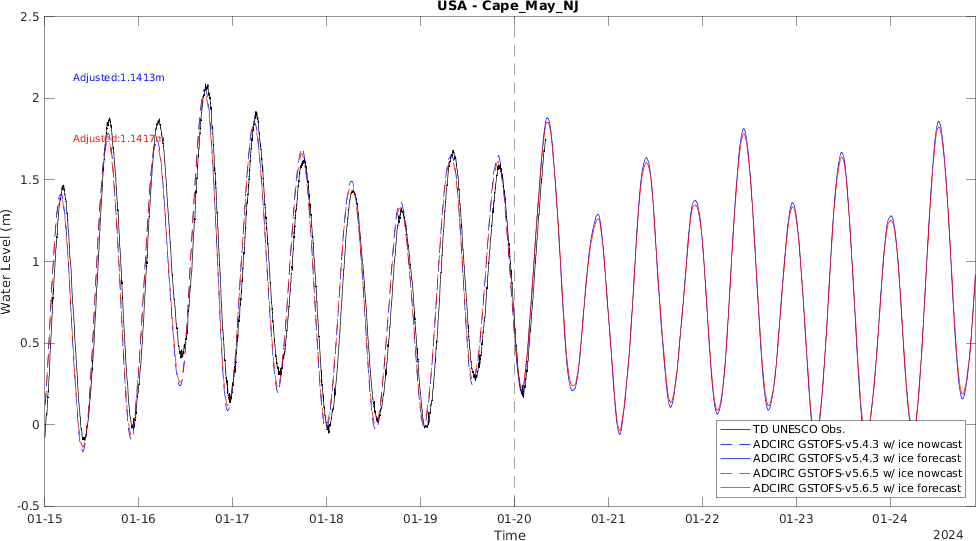 USA - Cape_May_NJ
2.5
2
1.5
1
0.5
0
-0.5
Water Level (m)
Adjusted:1.1413m
Adjusted:1.1417m
TD UNESCO Obs.
ADCIRC GSTOFS-v5.4.3 w/ ice nowcast
ADCIRC GSTOFS-v5.4.3 w/ ice forecast
ADCIRC GSTOFS-v5.6.5 w/ ice nowcast
ADCIRC GSTOFS-v5.6.5 w/ ice forecast
01-15 01-16 01-17 01-18 01-19 01-20 01-21 01-22 01-23 01-24
Time
2024